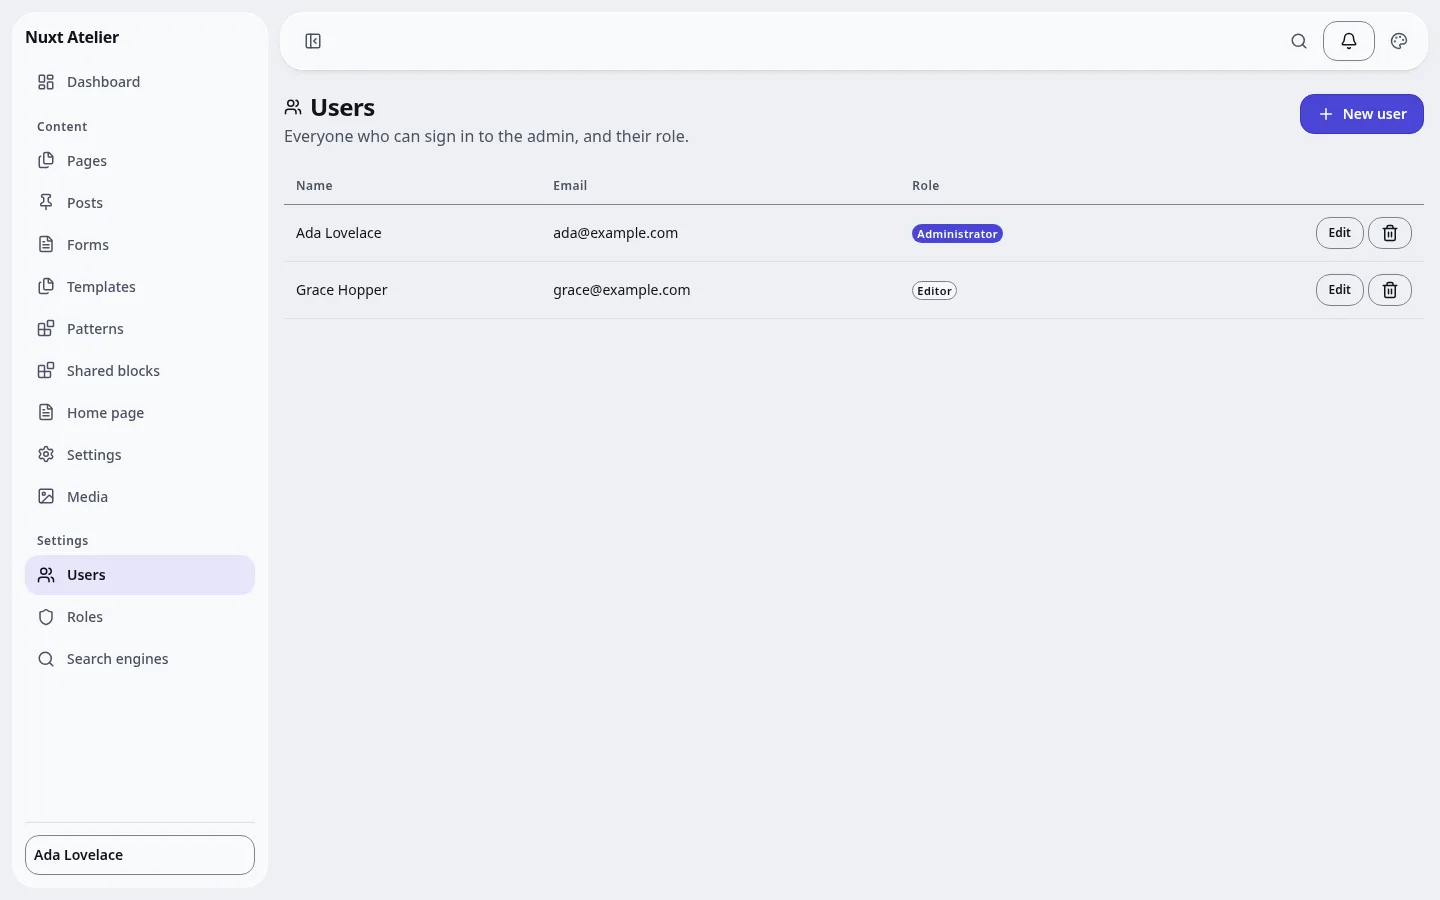 Nuxt Atelier
Dashboard
Content
Pages
Posts
Forms
Templates
Patterns
Shared blocks
Home page
Settings
Media
Settings
Users
Roles
Search engines
Ada Lovelace
Users
Everyone who can sign in to the admin, and their role.
New user
Name Email Role
Ada Lovelace ada@example.com Administrator Edit
Grace Hopper grace@example.com Editor Edit